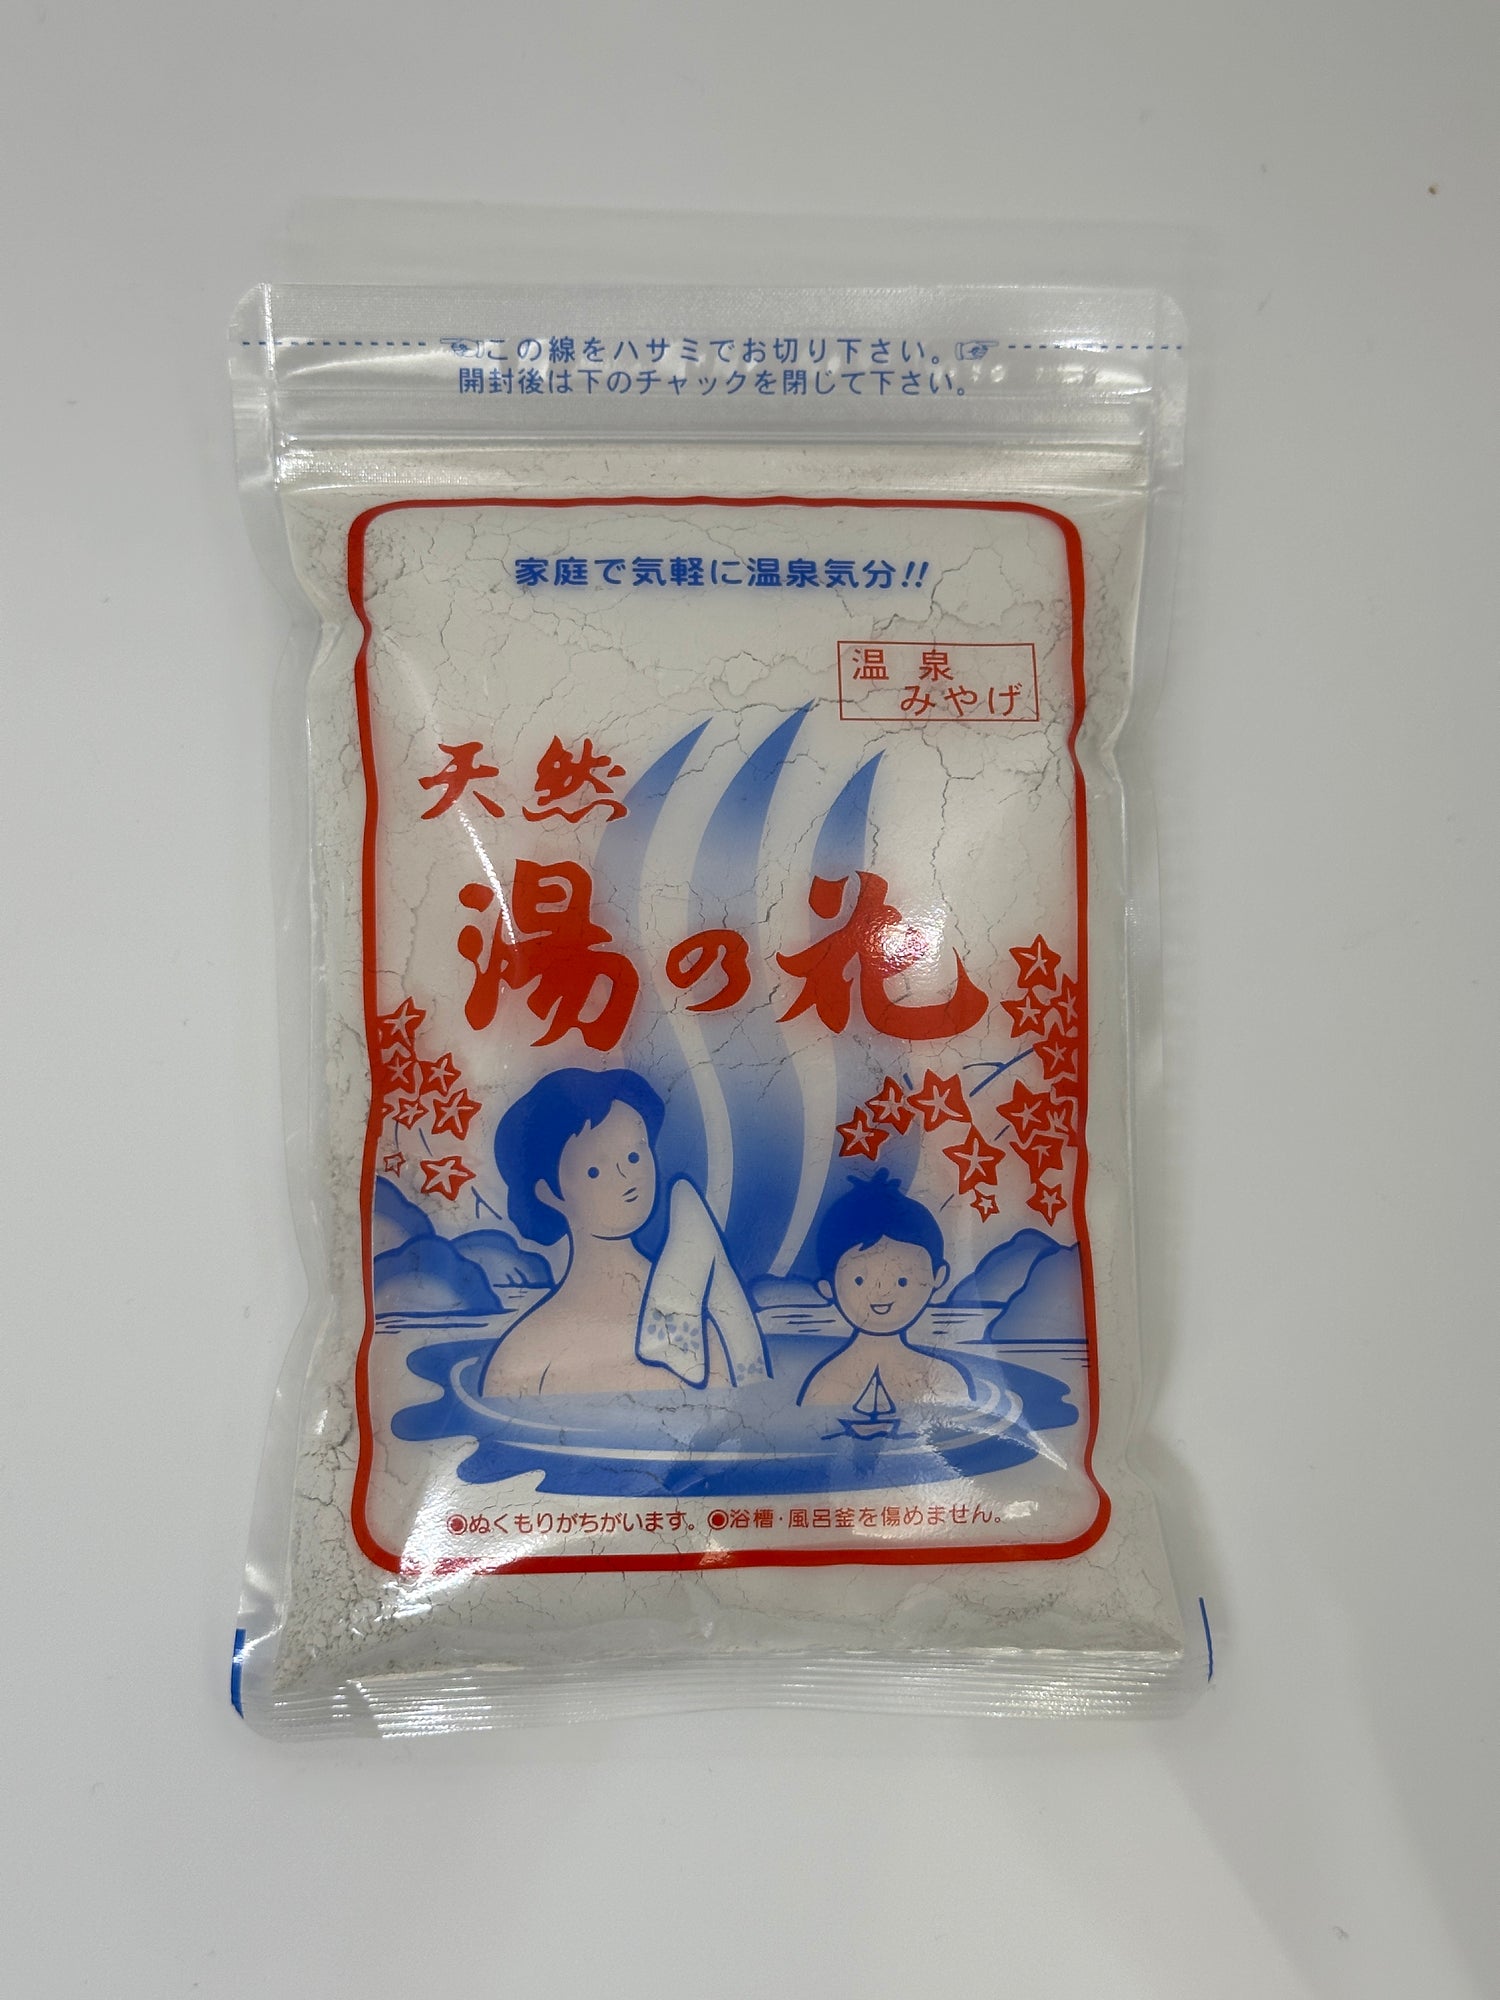 この線をハサミでお切り下さい。
開封後は下のチャックを閉じて下さい。
家庭で気軽に温泉気分!!
温泉
みやげ
天然
湯の花
◉ぬくもりがちがいます。◉浴槽・風呂釜を傷めません。